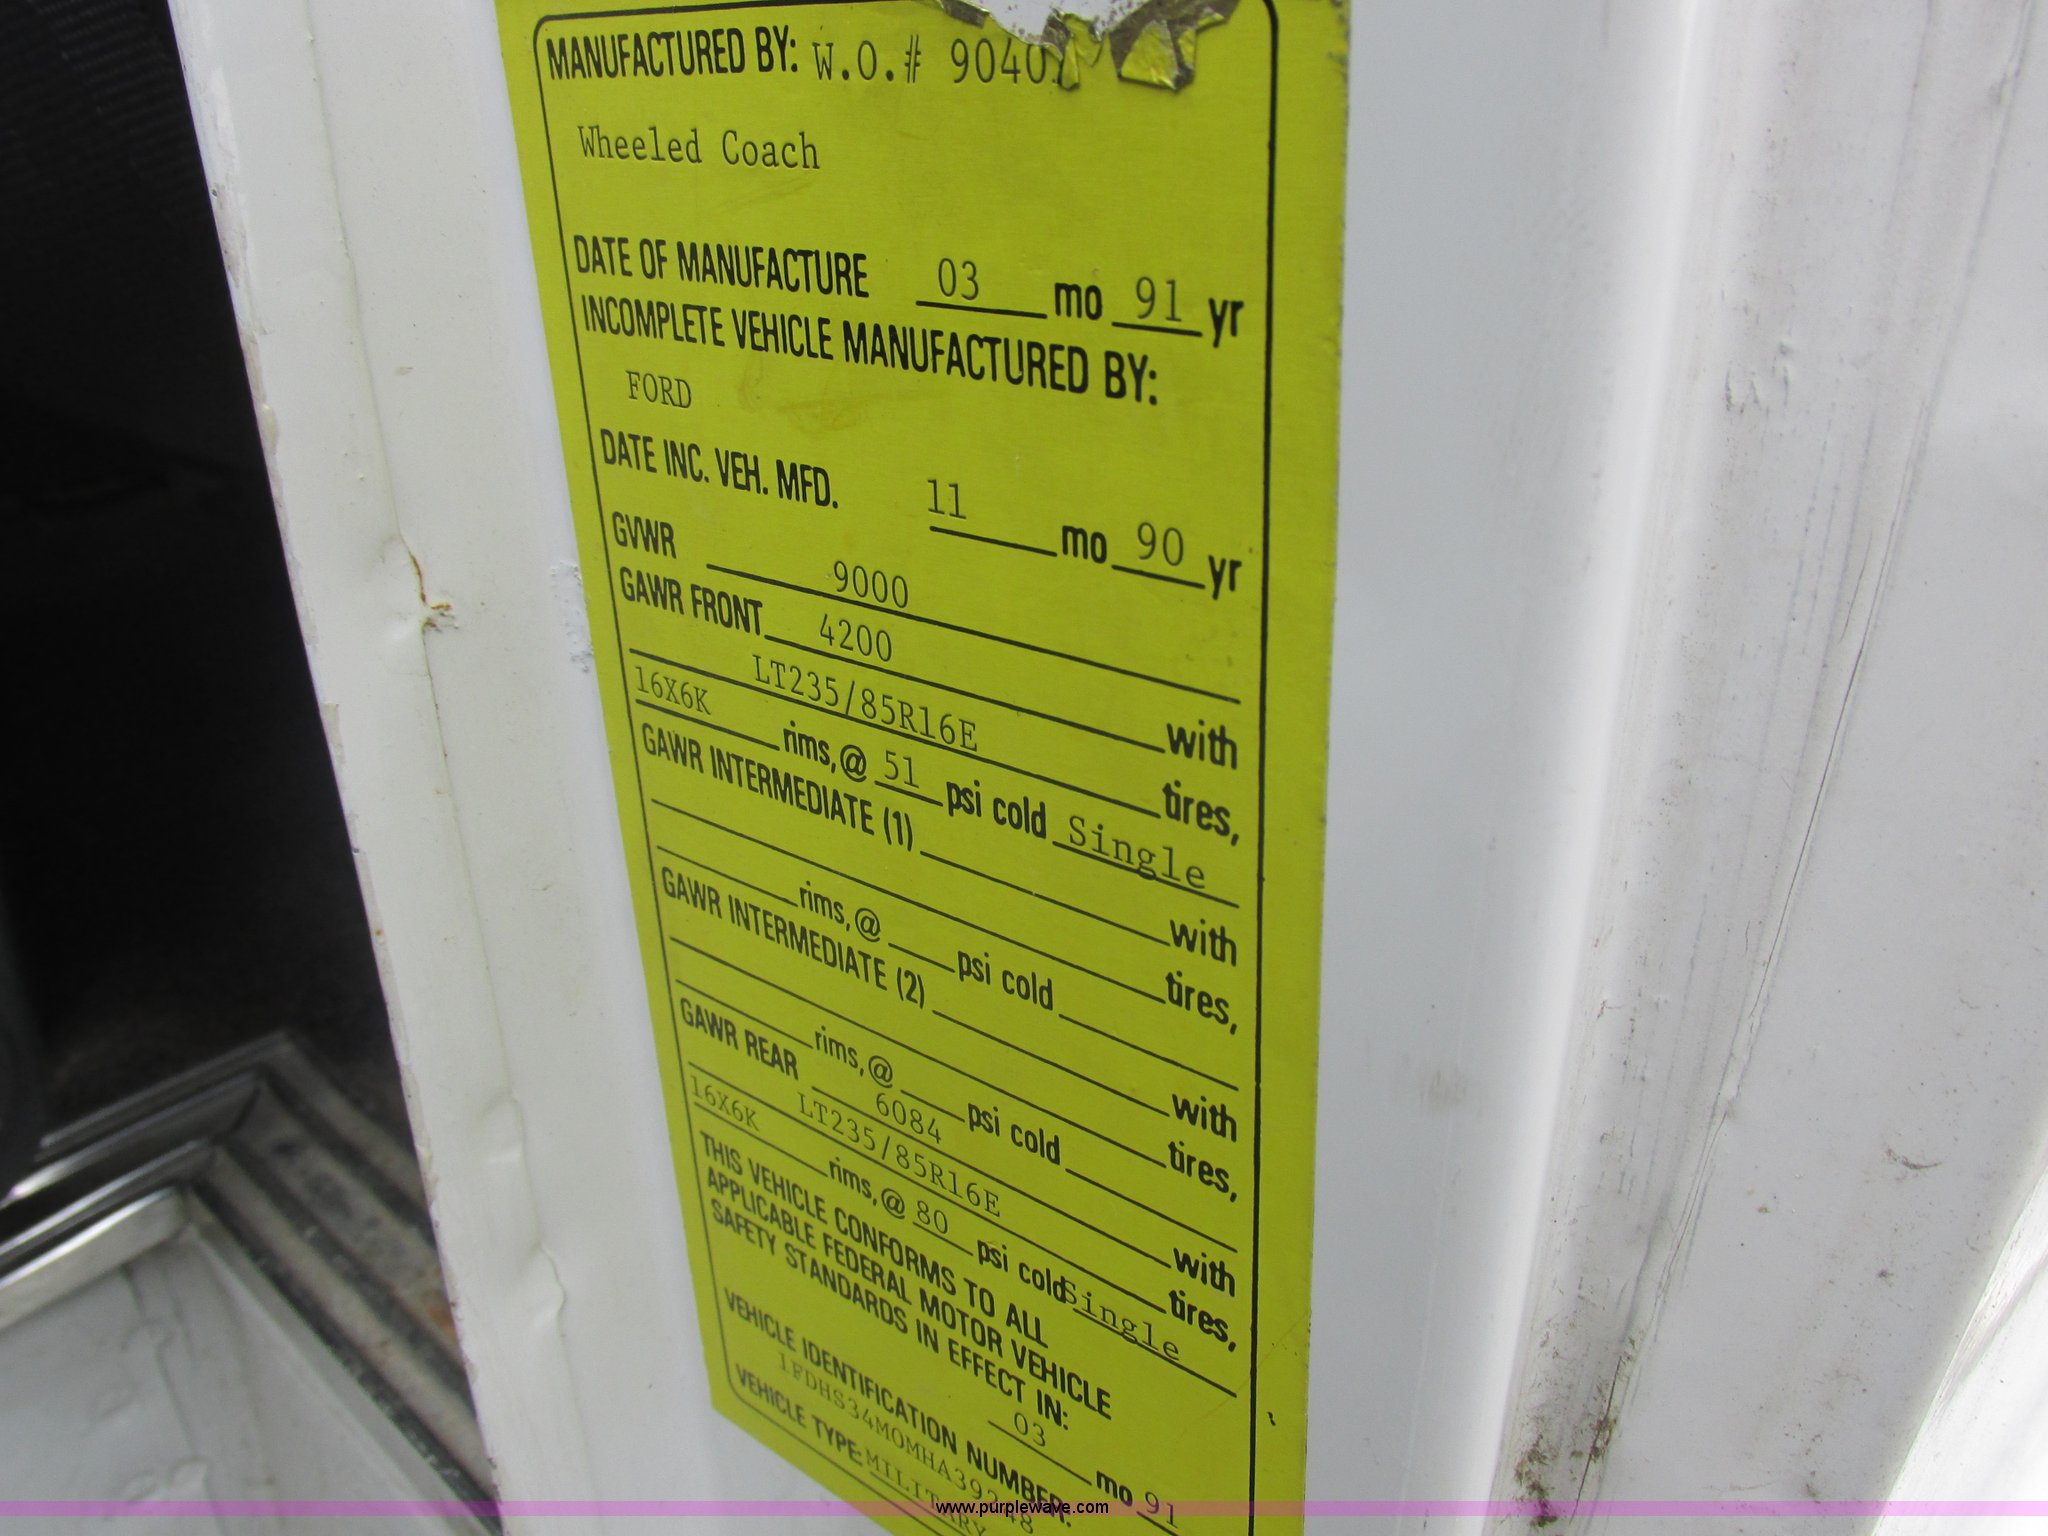 MANUFACTURED BY: W.O.#
Wheeled Coach
DATE OF MANUFACTURE 03 mo 91 yr
INCOMPLETE VEHICLE MANUFACTURED BY:
FORD
DATE INC. VEH. MFD. 11 mo 90 yr
GVWR 9000
GAWR FRONT 4200 with
LT235/85R16E tires,
16X6K rims,@ 51 psi cold Single
GAWR INTERMEDIATE (1) with
tires,
rims,@ psi cold
GAWR INTERMEDIATE (2) with
tires,
rims,@ psi cold
GAWR REAR 6084 with
LT235/85R16E tires,
16X6K rims,@ 80 psi cold Single
THIS VEHICLE CONFORMS TO ALL
APPLICABLE FEDERAL MOTOR VEHICLE
SAFETY STANDARDS IN EFFECT IN:
03 mo 91
VEHICLE IDENTIFICATION NUMBER:
VEHICLE TYPE: MILITARY
www.purplewave.com